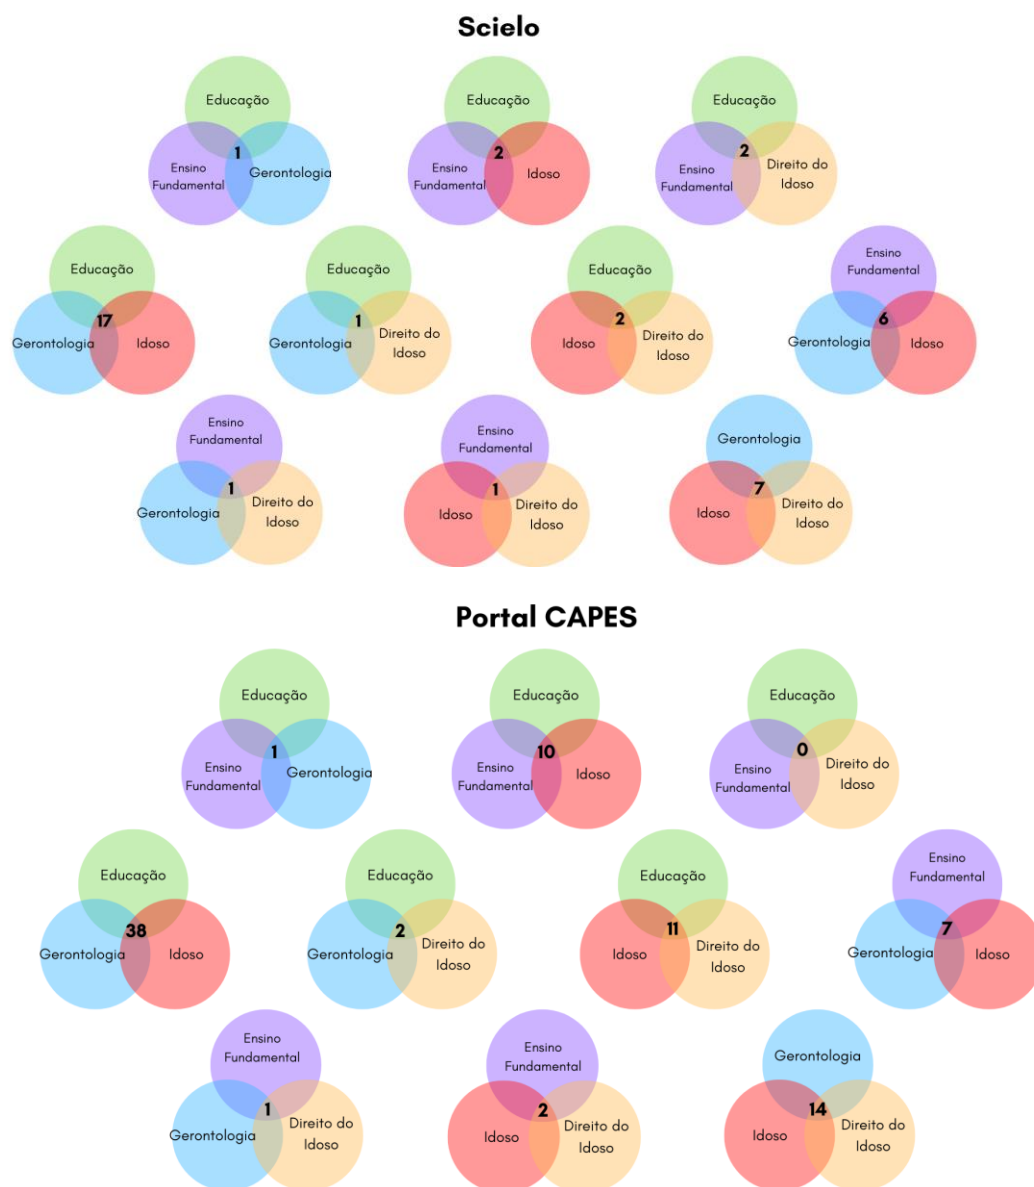 Scielo
Educação
Ensino
Fundamental
1
Gerontologia
Educação
Ensino
Fundamental
2
Idoso
Educação
Ensino
Fundamental
2
Direito do
Idoso
Educação
Gerontologia
17
Idoso
Educação
Gerontologia
1
Direito do
Idoso
Educação
Idoso
2
Direito do
Idoso
Ensino
Fundamental
Gerontologia
6
Idoso
Ensino
Fundamental
Gerontologia
1
Direito do
Idoso
Ensino
Fundamental
Idoso
1
Direito do
Idoso
Gerontologia
Idoso
7
Direito do
Idoso
Portal CAPES
Educação
Ensino
Fundamental
1
Gerontologia
Educação
Ensino
Fundamental
10
Idoso
Educação
Ensino
Fundamental
0
Direito do
Idoso
Educação
Gerontologia
38
Idoso
Educação
Gerontologia
2
Direito do
Idoso
Educação
Idoso
11
Direito do
Idoso
Ensino
Fundamental
Gerontologia
7
Idoso
Ensino
Fundamental
Gerontologia
1
Direito do
Idoso
Ensino
Fundamental
Idoso
2
Direito do
Idoso
Gerontologia
Idoso
14
Direito do
Idoso